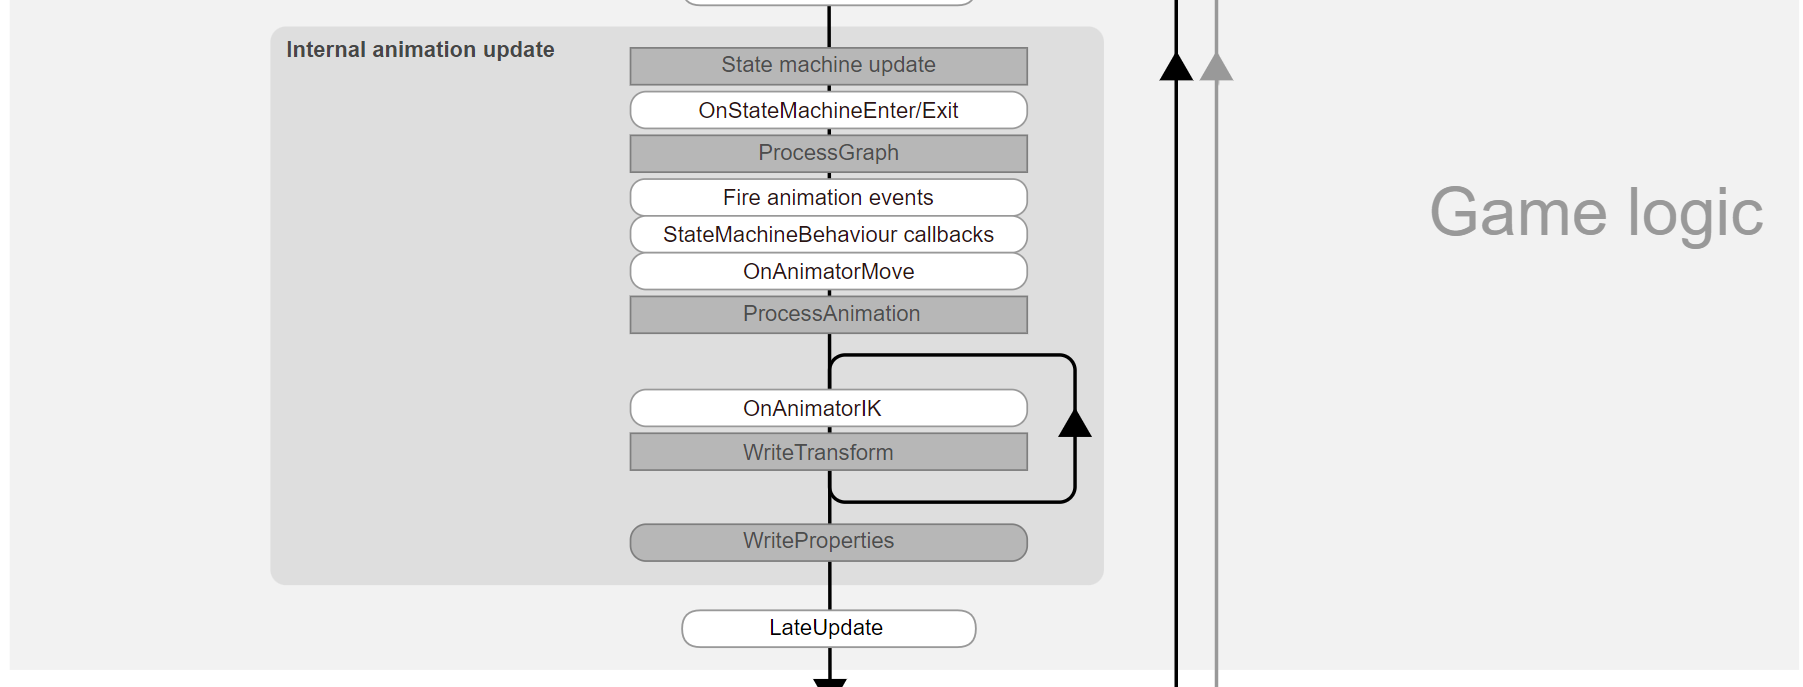 Internal animation update
State machine update
OnStateMachineEnter/Exit
ProcessGraph
Fire animation events
StateMachineBehaviour callbacks
OnAnimatorMove
ProcessAnimation
OnAnimatorIK
WriteTransform
WriteProperties
LateUpdate
Game logic